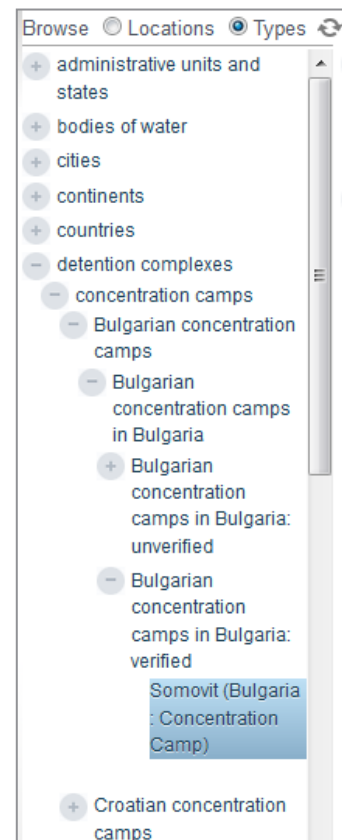 Browse Locations Types
administrative units and
states
bodies of water
cities
continents
countries
detention complexes
concentration camps
Bulgarian concentration
camps
Bulgarian
concentration camps
in Bulgaria
Bulgarian
concentration
camps in Bulgaria:
unverified
Bulgarian
concentration
camps in Bulgaria:
verified
Somovit (Bulgaria
: Concentration
Camp)
Croatian concentration
camps